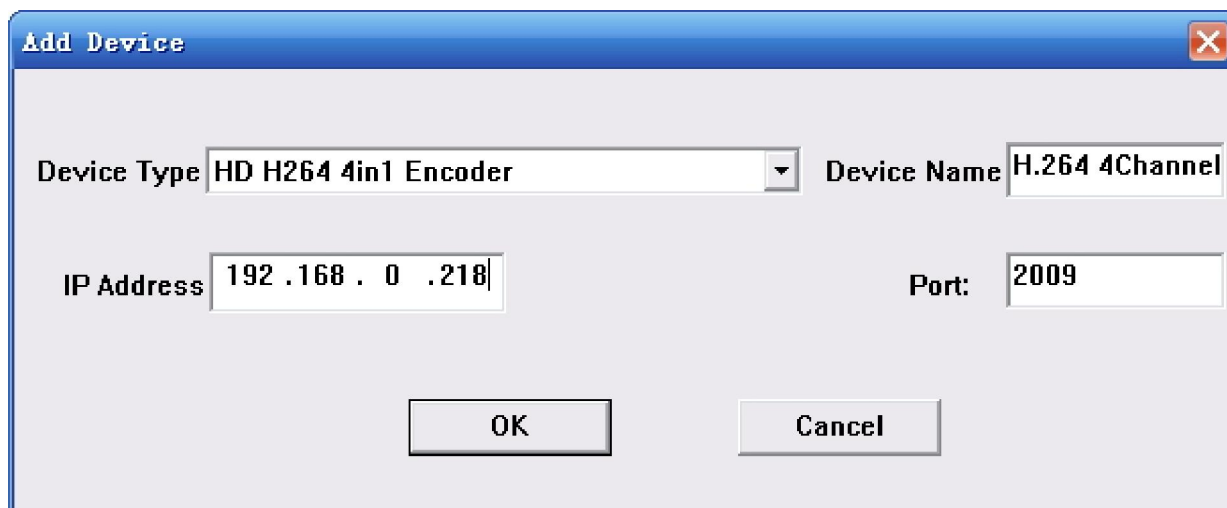 Add Device
Device Type HD H264 4in1 Encoder Device Name H.264 4Channel
IP Address 192 .168 . 0 .218 Port: 2009
OK Cancel